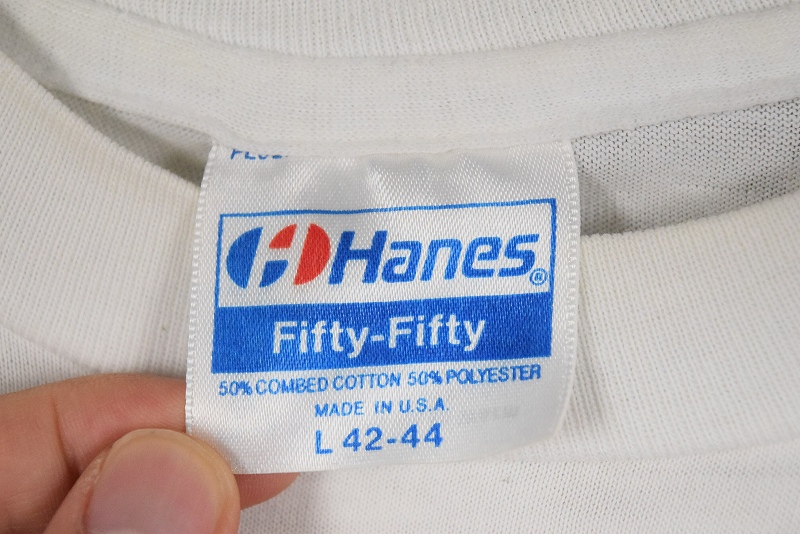 Hanes®
Fifty-Fifty
50% COMBED COTTON 50% POLYESTER
MADE IN U.S.A.
L 42-44